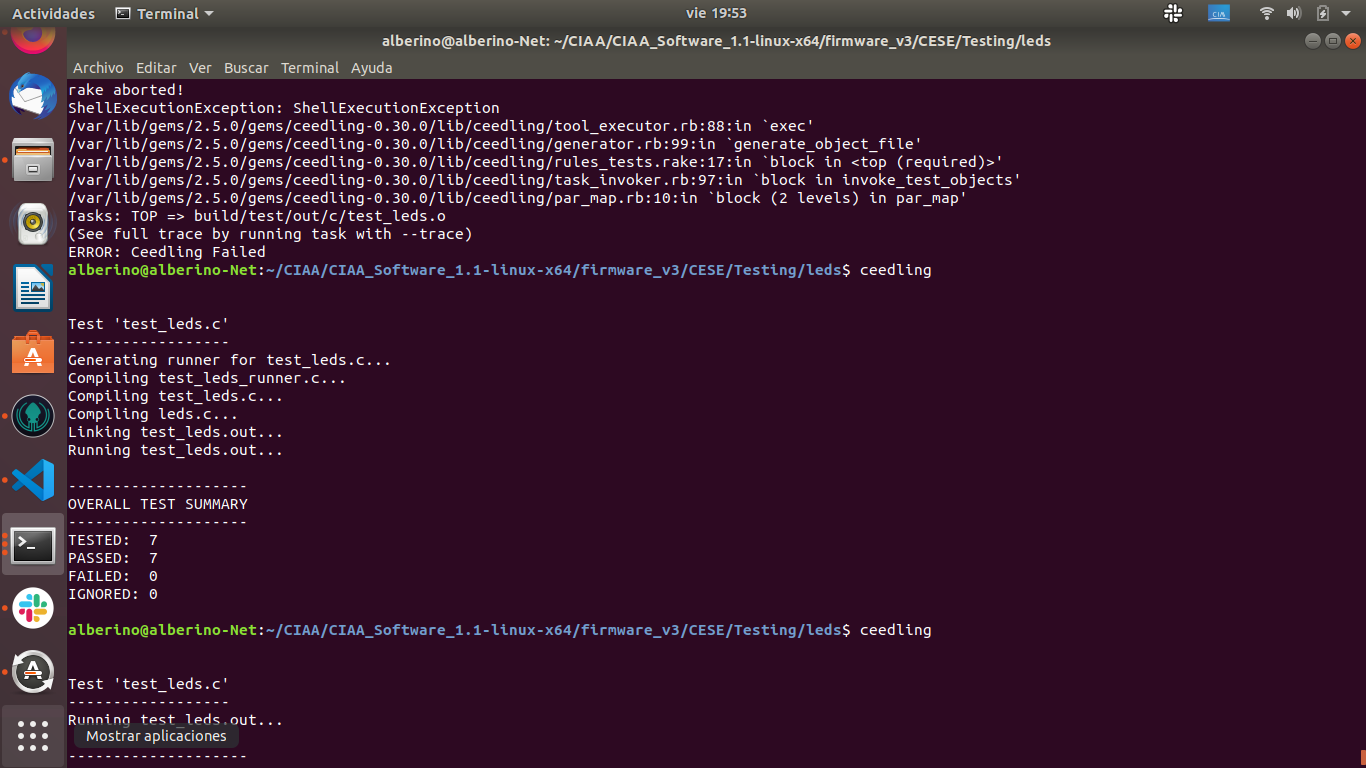 Actividades Terminal vie 19:53
alberino@alberino-Net: ~/CIAA/CIAA_Software_1.1-linux-x64/firmware_v3/CESE/Testing/leds
Archivo Editar Ver Buscar Terminal Ayuda
rake aborted!
ShellExecutionException: ShellExecutionException
/var/lib/gems/2.5.0/gems/ceedling-0.30.0/lib/ceedling/tool_executor.rb:88:in `exec'
/var/lib/gems/2.5.0/gems/ceedling-0.30.0/lib/ceedling/generator.rb:99:in `generate_object_file'
/var/lib/gems/2.5.0/gems/ceedling-0.30.0/lib/ceedling/rules_tests.rake:17:in `block in <top (required)>'
/var/lib/gems/2.5.0/gems/ceedling-0.30.0/lib/ceedling/task_invoker.rb:97:in `block in invoke_test_objects'
/var/lib/gems/2.5.0/gems/ceedling-0.30.0/lib/ceedling/par_map.rb:10:in `block (2 levels) in par_map'
Tasks: TOP => build/test/out/c/test_leds.o
(See full trace by running task with --trace)
ERROR: Ceedling Failed
alberino@alberino-Net:~/CIAA/CIAA_Software_1.1-linux-x64/firmware_v3/CESE/Testing/leds$ ceedling
Test 'test_leds.c'
------------------
Generating runner for test_leds.c...
Compiling test_leds_runner.c...
Compiling test_leds.c...
Compiling leds.c...
Linking test_leds.out...
Running test_leds.out...
--------------------
OVERALL TEST SUMMARY
--------------------
TESTED:  7
PASSED:  7
FAILED:  0
IGNORED: 0
alberino@alberino-Net:~/CIAA/CIAA_Software_1.1-linux-x64/firmware_v3/CESE/Testing/leds$ ceedling
Test 'test_leds.c'
------------------
Running test_leds.out...
Mostrar aplicaciones
--------------------